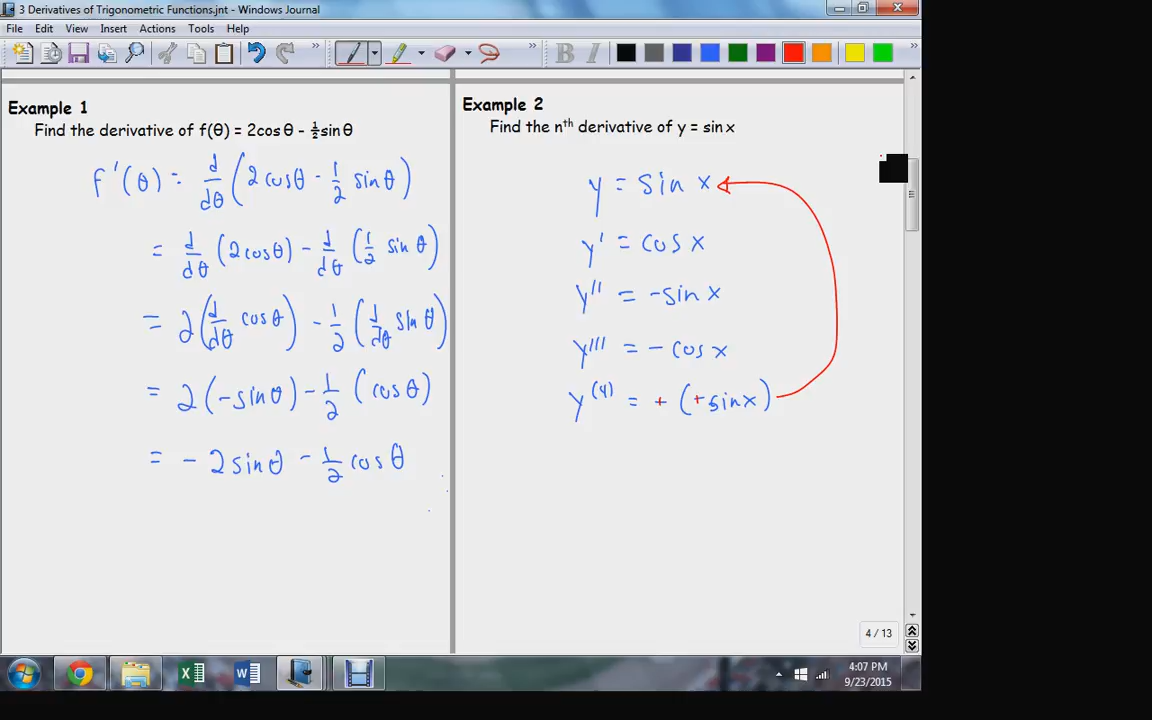 3 Derivatives of Trigonometric Functions.jnt - Windows Journal
File Edit View Insert Actions Tools Help
Example 1
Find the derivative of f(θ) = 2cosθ - ½sinθ
f'(θ) = d/dθ (2cosθ - 1/2 sinθ)
= d/dθ (2cosθ) - d/dθ (1/2 sinθ)
= 2(d/dθ cosθ) - 1/2 (d/dθ sinθ)
= 2(-sinθ) - 1/2 (cosθ)
= - 2sinθ - 1/2 cosθ
Example 2
Find the nth derivative of y = sin x
y = sin x
y' = cos x
y'' = -sin x
y''' = - cos x
y(4) = + (+sin x)
4 / 13
4:07 PM
9/23/2015